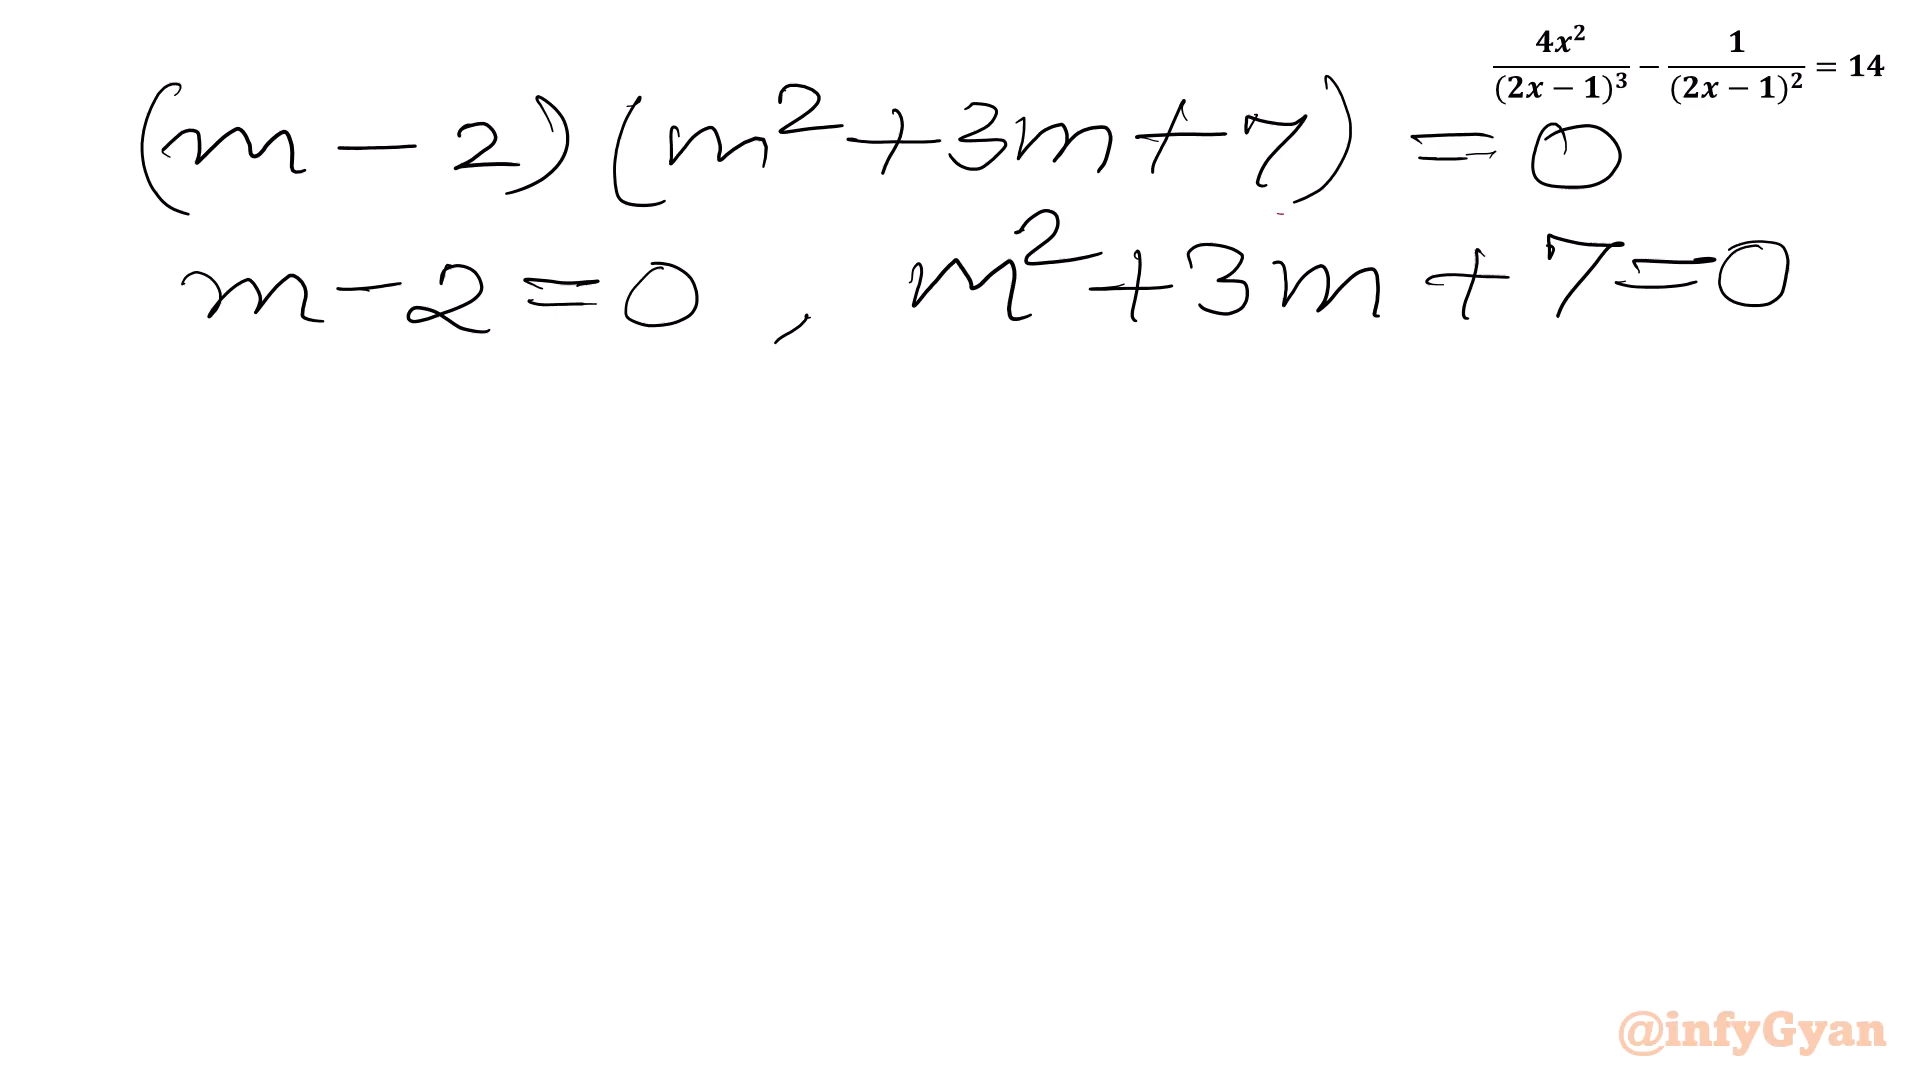 4x²/(2x − 1)³ − 1/(2x − 1)² = 14
(m − 2)(m² + 3m + 7) = 0
m − 2 = 0 , m² + 3m + 7 = 0
@infyGyan